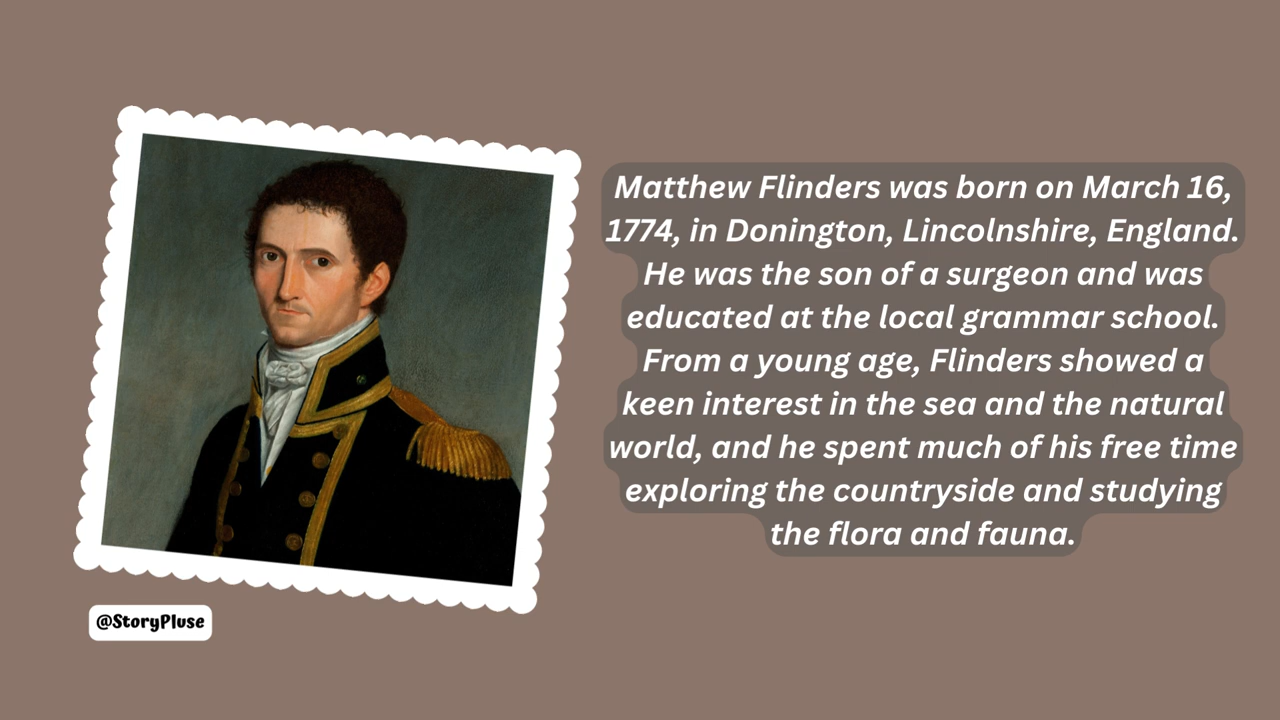 Matthew Flinders was born on March 16,
1774, in Donington, Lincolnshire, England.
He was the son of a surgeon and was
educated at the local grammar school.
From a young age, Flinders showed a
keen interest in the sea and the natural
world, and he spent much of his free time
exploring the countryside and studying
the flora and fauna.
@StoryPluse